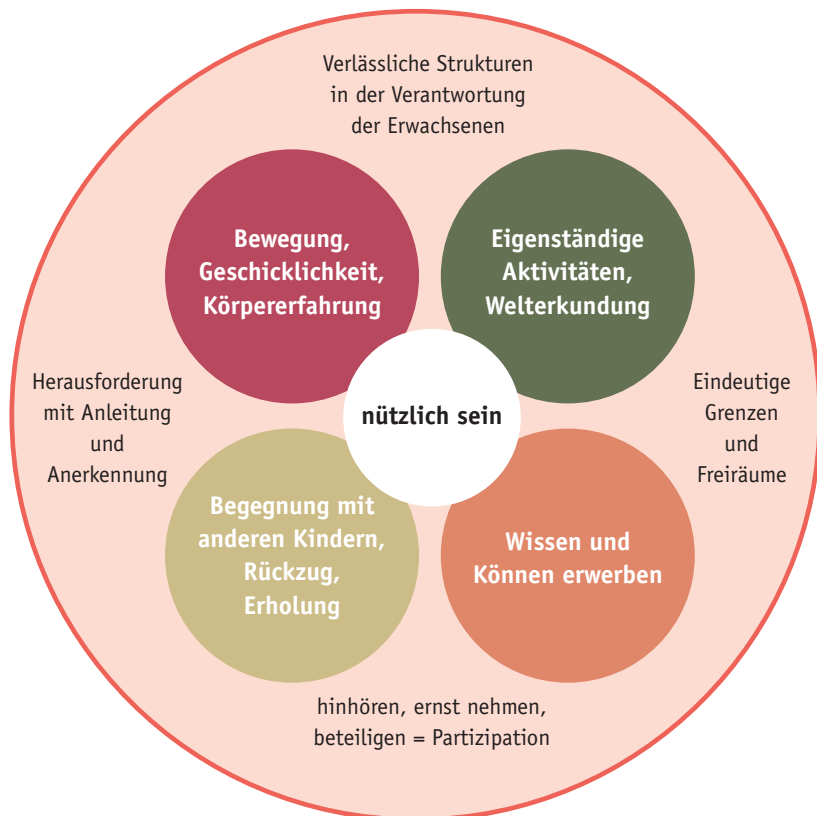 Verlässliche Strukturen
in der Verantwortung
der Erwachsenen
Bewegung,
Geschicklichkeit,
Körpererfahrung
Eigenständige
Aktivitäten,
Welterkundung
Herausforderung
mit Anleitung
und
Anerkennung
nützlich sein
Eindeutige
Grenzen
und
Freiräume
Begegnung mit
anderen Kindern,
Rückzug,
Erholung
Wissen und
Können erwerben
hinhören, ernst nehmen,
beteiligen = Partizipation